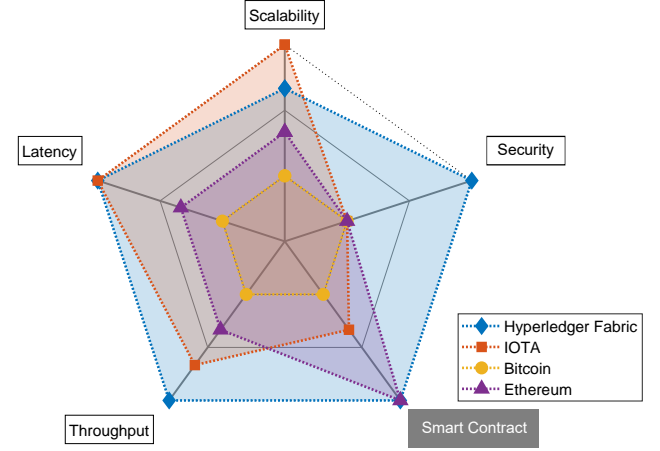 Scalability
Latency
Security
Hyperledger Fabric
IOTA
Bitcoin
Ethereum
Throughput
Smart Contract